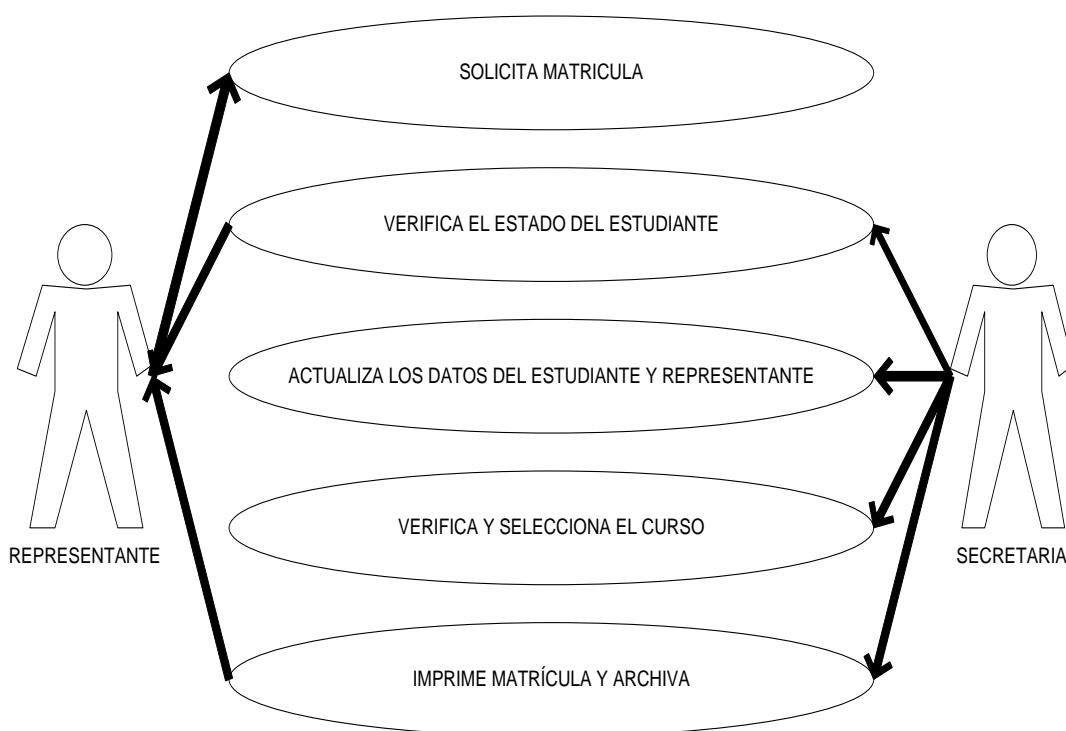 SOLICITA MATRICULA
VERIFICA EL ESTADO DEL ESTUDIANTE
ACTUALIZA LOS DATOS DEL ESTUDIANTE Y REPRESENTANTE
VERIFICA Y SELECCIONA EL CURSO
REPRESENTANTE
SECRETARIA
IMPRIME MATRÍCULA Y ARCHIVA